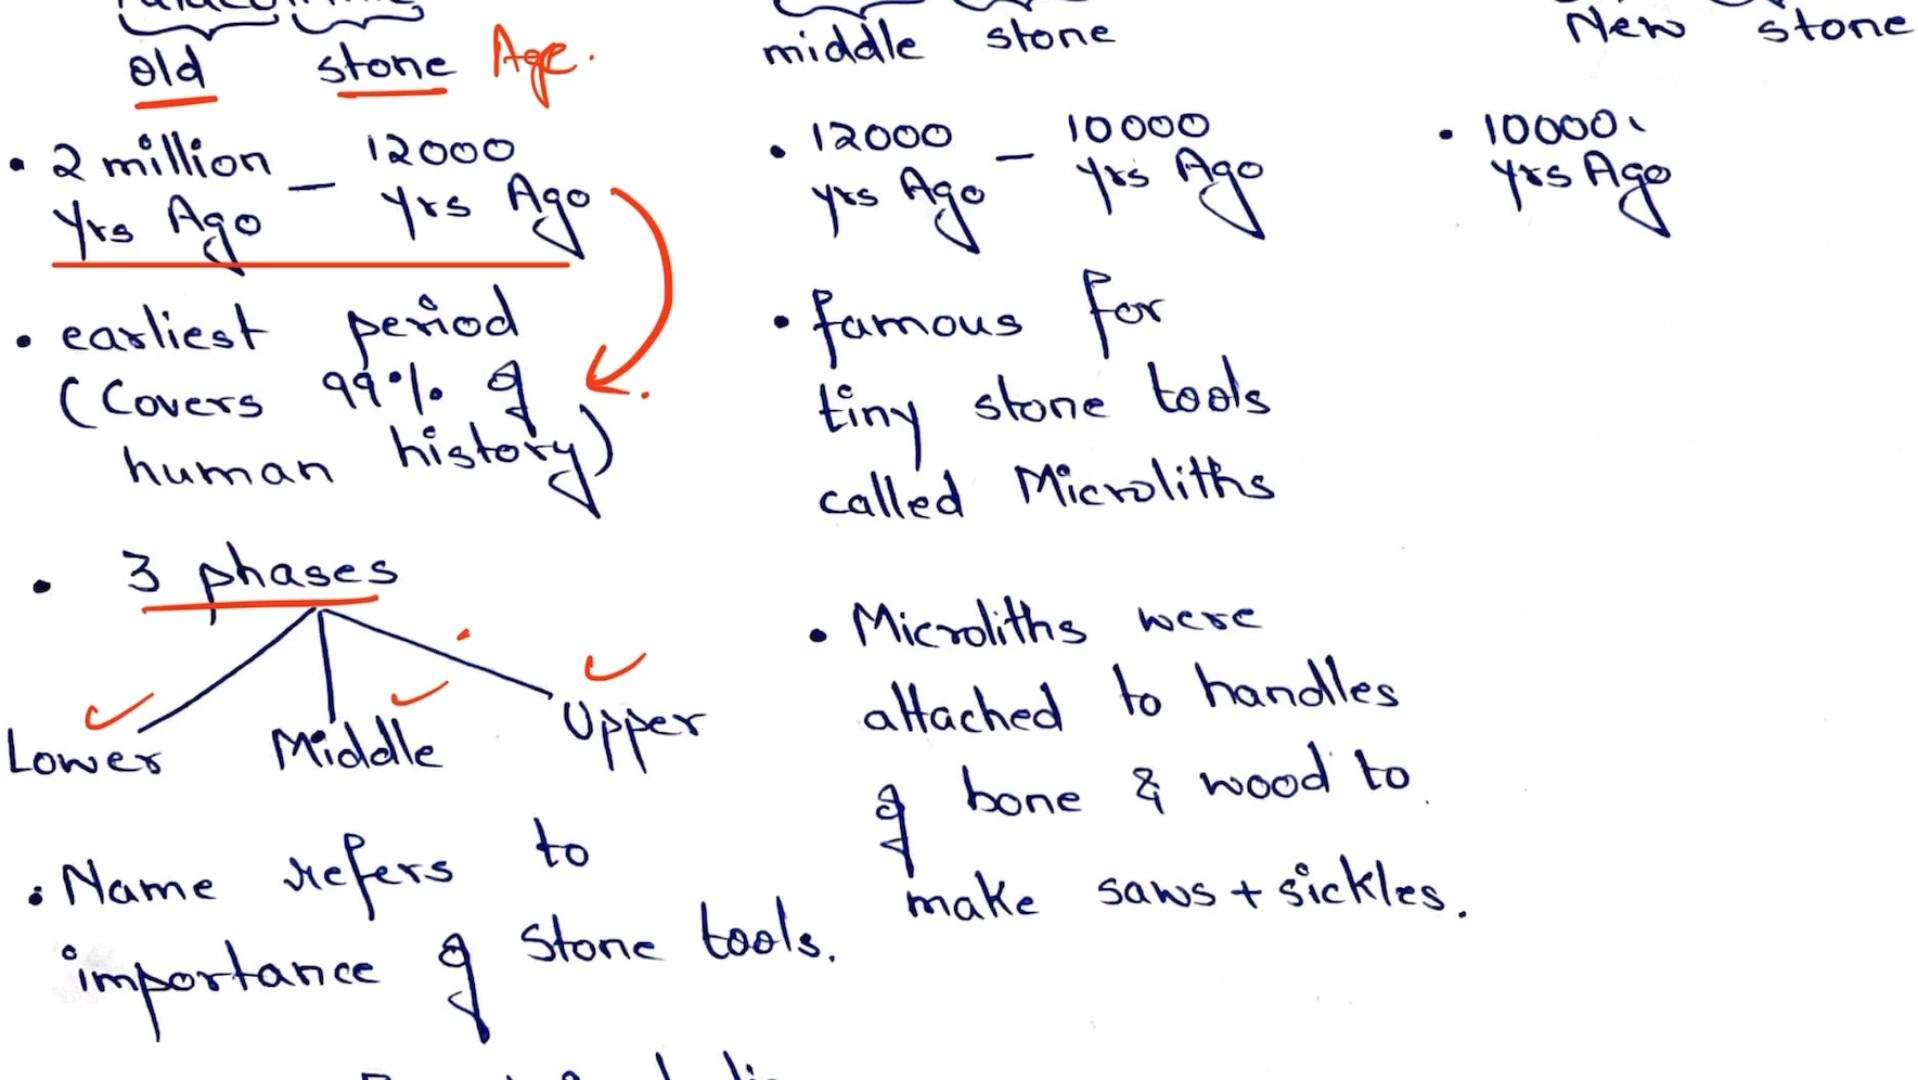 old stone Age.
• 2 million yrs Ago — 12000 yrs Ago
• earliest period
(Covers 99% of
human history)
• 3 phases
Lower Middle Upper
• Name refers to
importance of stone tools.
middle stone
• 12000 yrs Ago — 10000 yrs Ago
• famous for
tiny stone tools
called Microliths
• Microliths were
attached to handles
of bone & wood to
make saws + sickles.
New stone
• 10000
yrs Ago